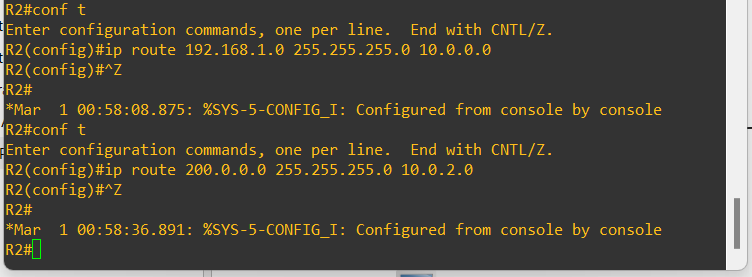 R2#conf t
Enter configuration commands, one per line.  End with CNTL/Z.
R2(config)#ip route 192.168.1.0 255.255.255.0 10.0.0.0
R2(config)#^Z
R2#
*Mar  1 00:58:08.875: %SYS-5-CONFIG_I: Configured from console by console
R2#conf t
Enter configuration commands, one per line.  End with CNTL/Z.
R2(config)#ip route 200.0.0.0 255.255.255.0 10.0.2.0
R2(config)#^Z
R2#
*Mar  1 00:58:36.891: %SYS-5-CONFIG_I: Configured from console by console
R2#